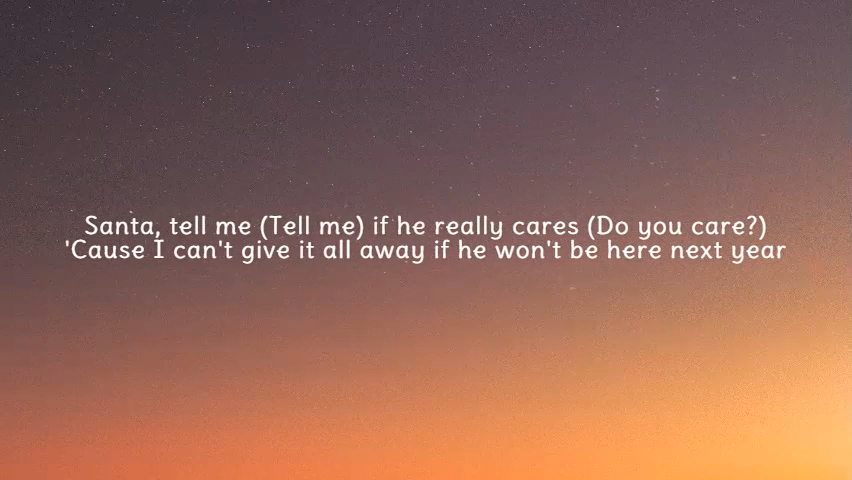 Santa, tell me (Tell me) if he really cares (Do you care?)
'Cause I can't give it all away if he won't be here next year